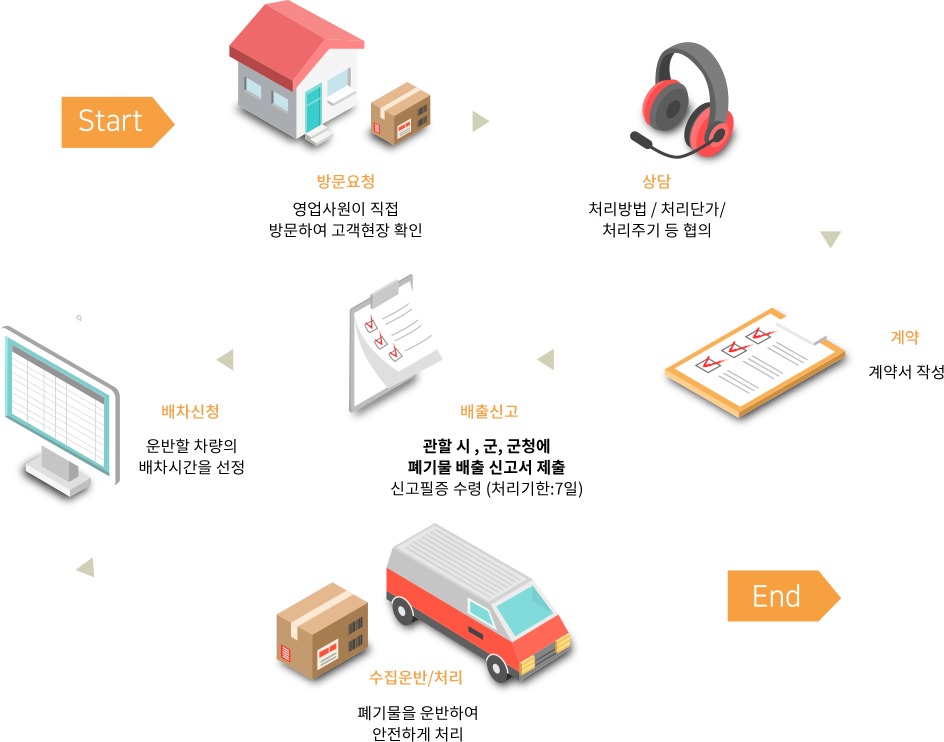 Start
방문요청
영업사원이 직접
방문하여 고객현장 확인
상담
처리방법 / 처리단가/
처리주기 등 협의
계약
계약서 작성
배출신고
관할 시 , 군, 군청에
폐기물 배출 신고서 제출
신고필증 수령 (처리기한:7일)
배차신청
운반할 차량의
배차시간을 선정
수집운반/처리
폐기물을 운반하여
안전하게 처리
End